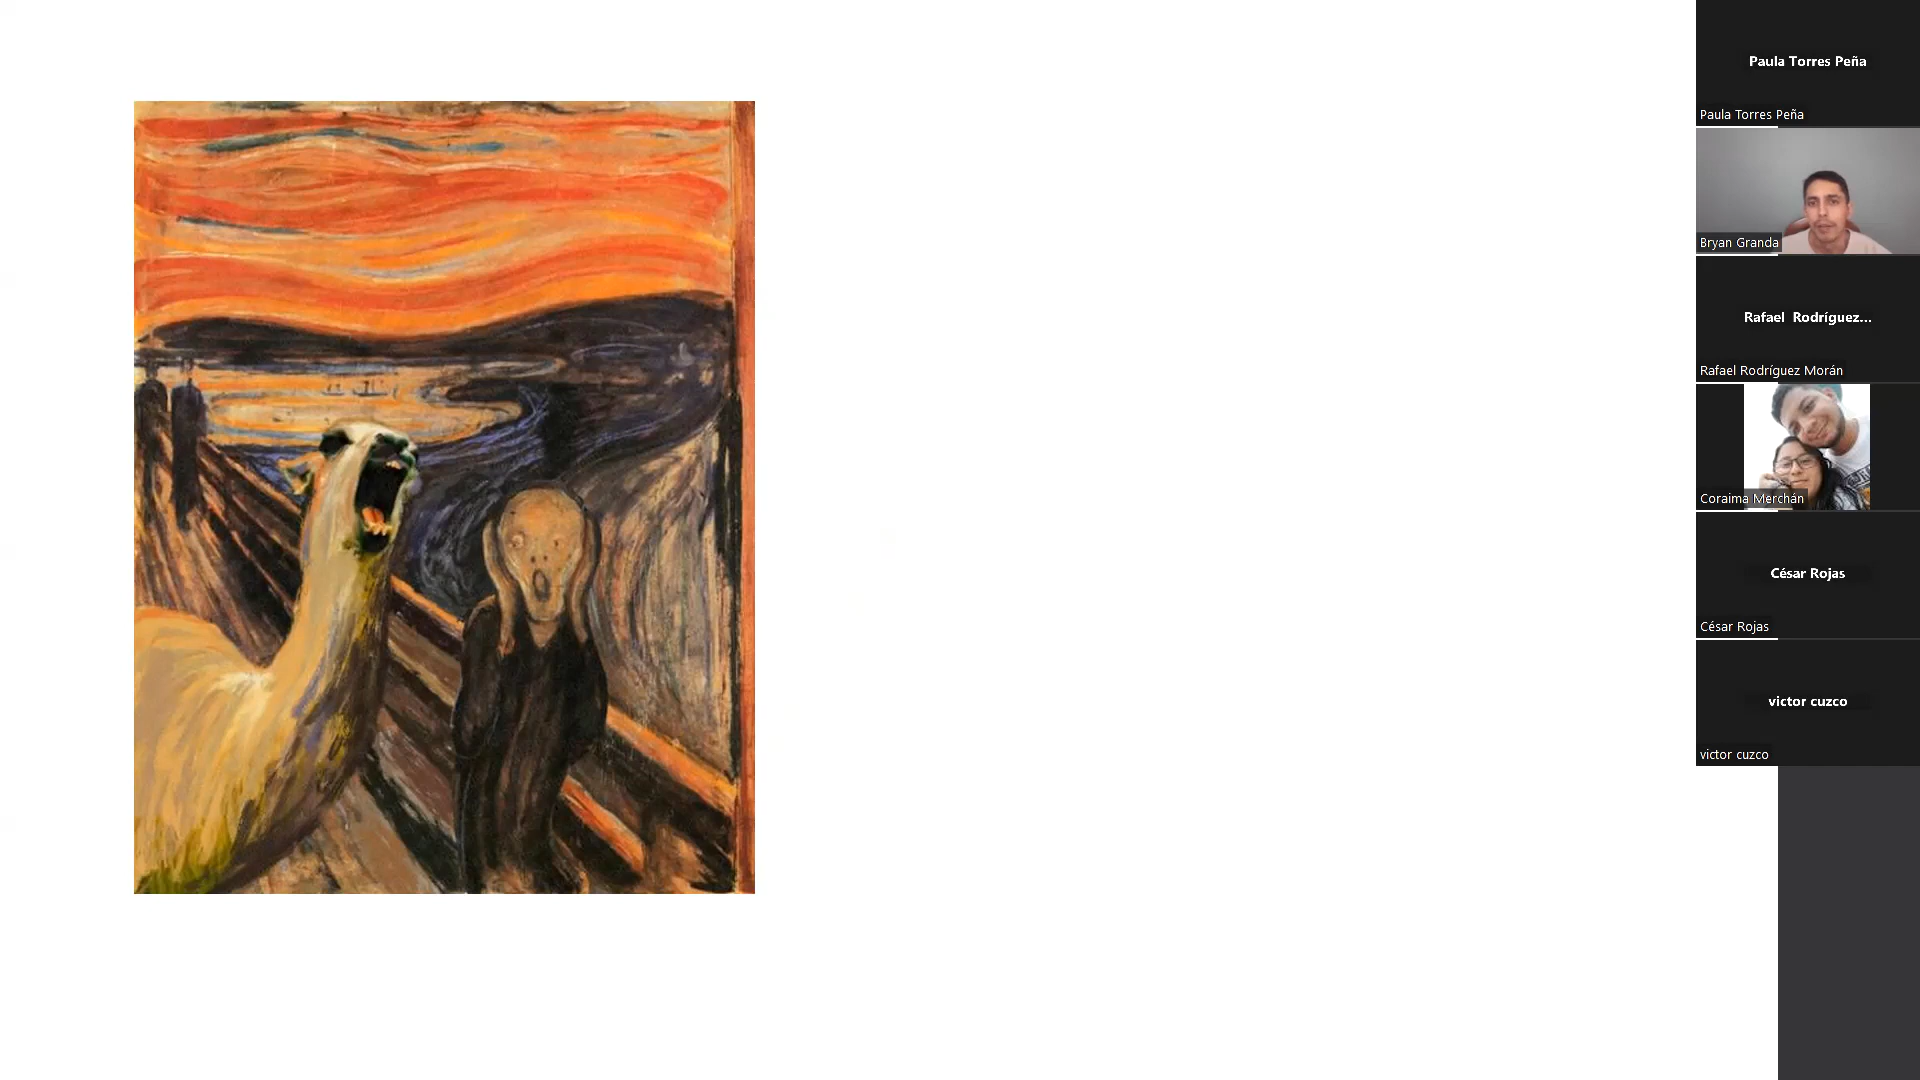 Paula Torres Peña
Paula Torres Peña
Bryan Granda
Rafael  Rodríguez...
Rafael Rodríguez Morán
Coraima Merchán
César Rojas
César Rojas
victor cuzco
victor cuzco